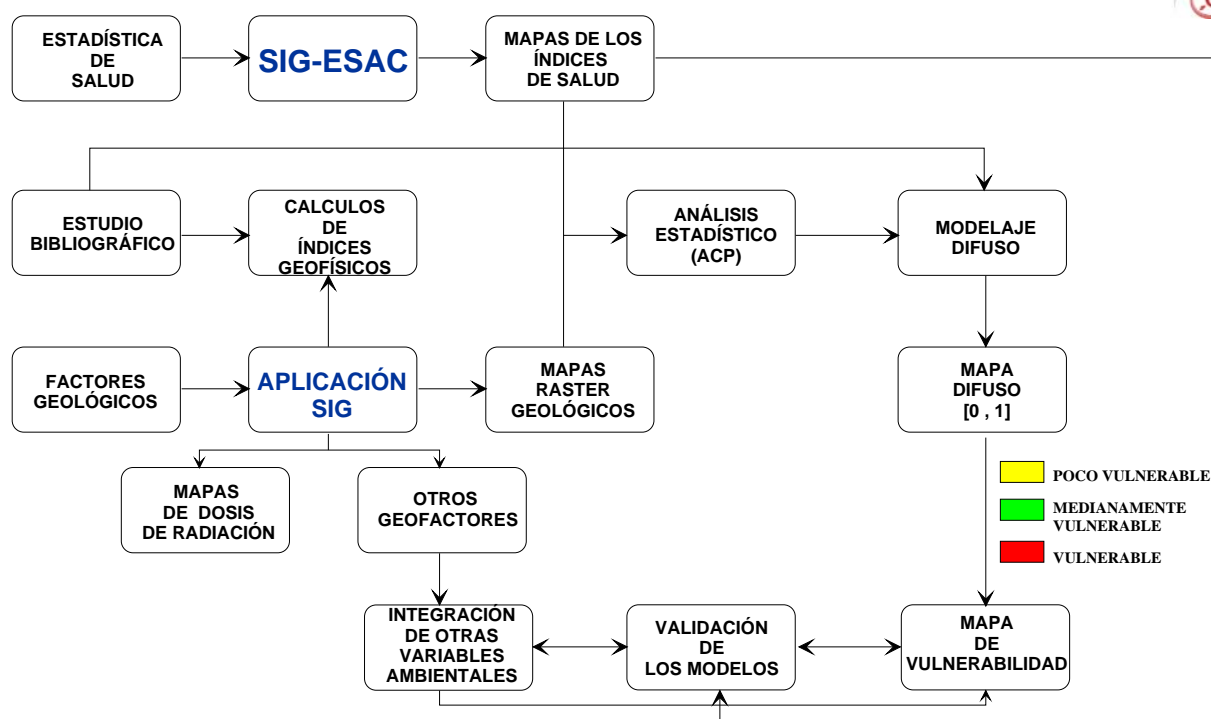 ESTADÍSTICA
DE
SALUD
SIG-ESAC
MAPAS DE LOS
ÍNDICES
DE SALUD
ESTUDIO
BIBLIOGRÁFICO
CALCULOS
DE
ÍNDICES
GEOFÍSICOS
ANÁLISIS
ESTADÍSTICO
(ACP)
MODELAJE
DIFUSO
FACTORES
GEOLÓGICOS
APLICACIÓN
SIG
MAPAS
RASTER
GEOLÓGICOS
MAPA
DIFUSO
[0 , 1]
MAPAS
DE DOSIS
DE RADIACIÓN
OTROS
GEOFACTORES
POCO VULNERABLE
MEDIANAMENTE
VULNERABLE
VULNERABLE
INTEGRACIÓN
DE OTRAS
VARIABLES
AMBIENTALES
VALIDACIÓN
DE
LOS MODELOS
MAPA
DE
VULNERABILIDAD